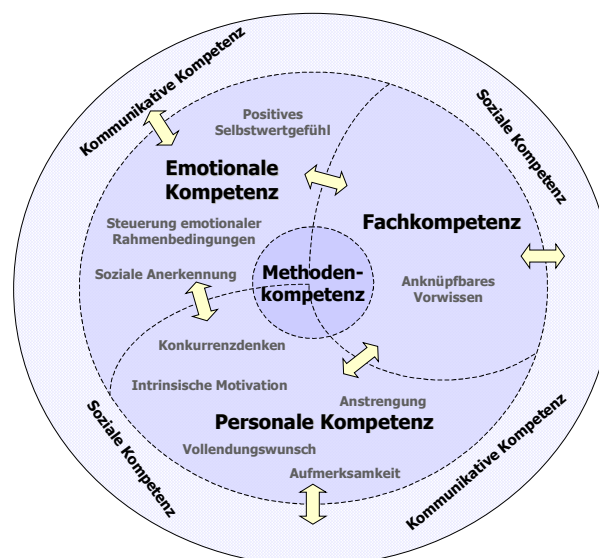 Kommunikative Kompetenz
Soziale Kompetenz
Positives
Selbstwertgefühl
Emotionale
Kompetenz
Fachkompetenz
Steuerung emotionaler
Rahmenbedingungen
Soziale Anerkennung
Methoden-
kompetenz
Anknüpfbares
Vorwissen
Konkurrenzdenken
Intrinsische Motivation
Anstrengung
Personale Kompetenz
Vollendungswunsch
Aufmerksamkeit
Soziale Kompetenz
Kommunikative Kompetenz